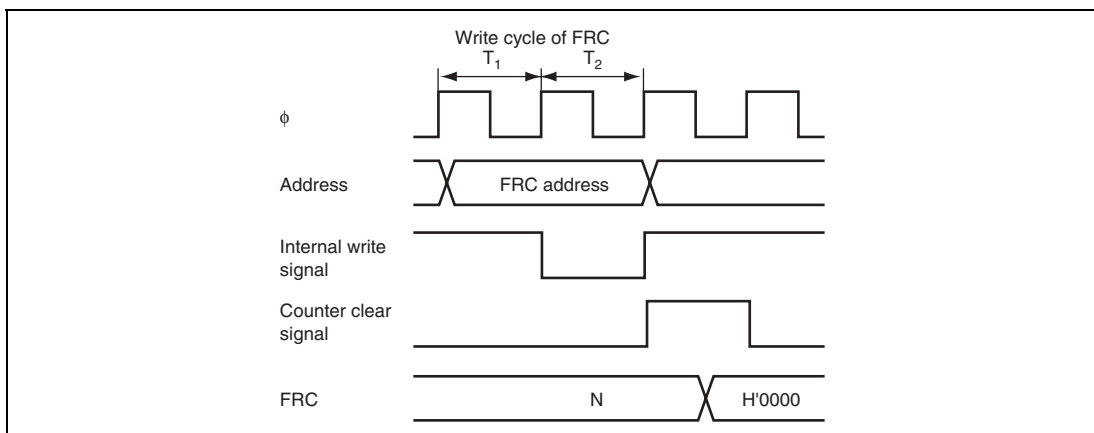 Write cycle of FRC
T1 T2
φ
Address
FRC address
Internal write
signal
Counter clear
signal
FRC
N
H'0000